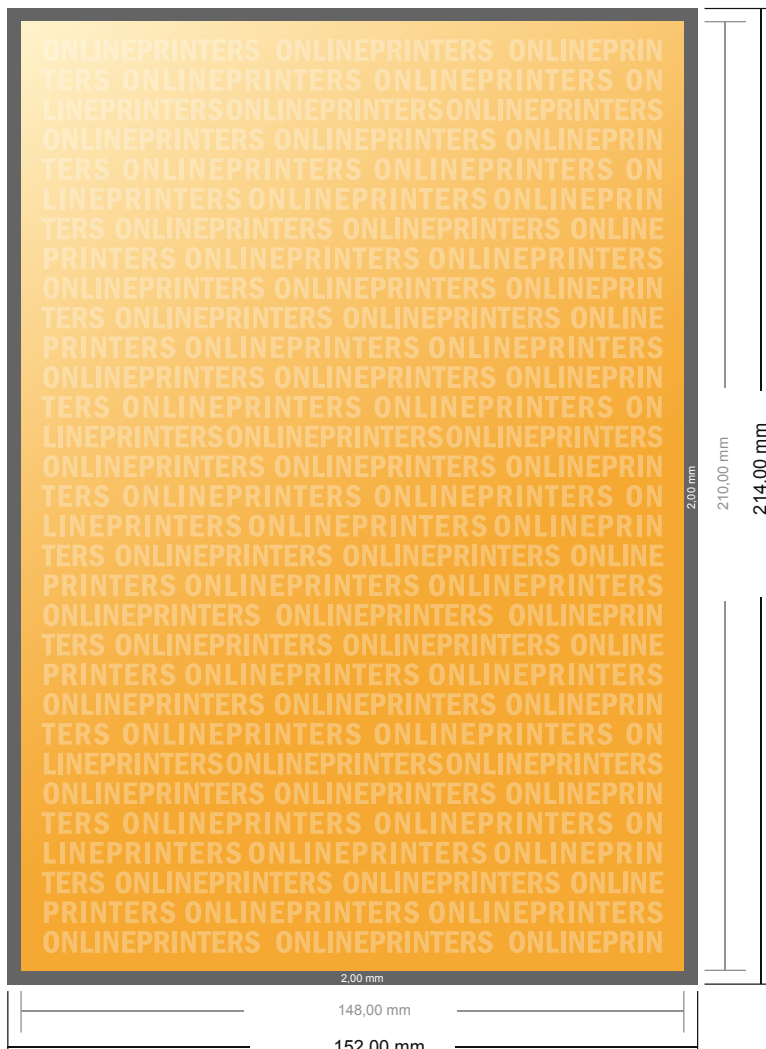 ONLINEPRINTERS ONLINEPRINTERS ONLINEPRIN
TERS ONLINEPRINTERS ONLINEPRINTERS ON
LINEPRINTERSONLINEPRINTERSONLINEPRINTERS
ONLINEPRINTERS ONLINEPRINTERS ONLINEPRIN
TERS ONLINEPRINTERS ONLINEPRINTERS ON
LINEPRINTERS ONLINEPRINTERS ONLINEPRIN
TERS ONLINEPRINTERS ONLINEPRINTERS ONLINE
PRINTERS ONLINEPRINTERS ONLINEPRINTERS
ONLINEPRINTERS ONLINEPRINTERS ONLINEPRIN
TERS ONLINEPRINTERS ONLINEPRINTERS ONLINE
PRINTERS ONLINEPRINTERS ONLINEPRINTERS
ONLINEPRINTERS ONLINEPRINTERS ONLINEPRIN
TERS ONLINEPRINTERS ONLINEPRINTERS ON
LINEPRINTERSONLINEPRINTERSONLINEPRINTERS
ONLINEPRINTERS ONLINEPRINTERS ONLINEPRIN
TERS ONLINEPRINTERS ONLINEPRINTERS ON
LINEPRINTERS ONLINEPRINTERS ONLINEPRIN
TERS ONLINEPRINTERS ONLINEPRINTERS ONLINE
PRINTERS ONLINEPRINTERS ONLINEPRINTERS
ONLINEPRINTERS ONLINEPRINTERS ONLINEPRIN
TERS ONLINEPRINTERS ONLINEPRINTERS ONLINE
PRINTERS ONLINEPRINTERS ONLINEPRINTERS
ONLINEPRINTERS ONLINEPRINTERS ONLINEPRIN
TERS ONLINEPRINTERS ONLINEPRINTERS ON
LINEPRINTERSONLINEPRINTERSONLINEPRINTERS
ONLINEPRINTERS ONLINEPRINTERS ONLINEPRIN
TERS ONLINEPRINTERS ONLINEPRINTERS ON
LINEPRINTERS ONLINEPRINTERS ONLINEPRIN
TERS ONLINEPRINTERS ONLINEPRINTERS ONLINE
PRINTERS ONLINEPRINTERS ONLINEPRINTERS
ONLINEPRINTERS ONLINEPRINTERS ONLINEPRIN
2,00 mm
210,00 mm
214,00 mm
2,00 mm
148,00 mm
152,00 mm